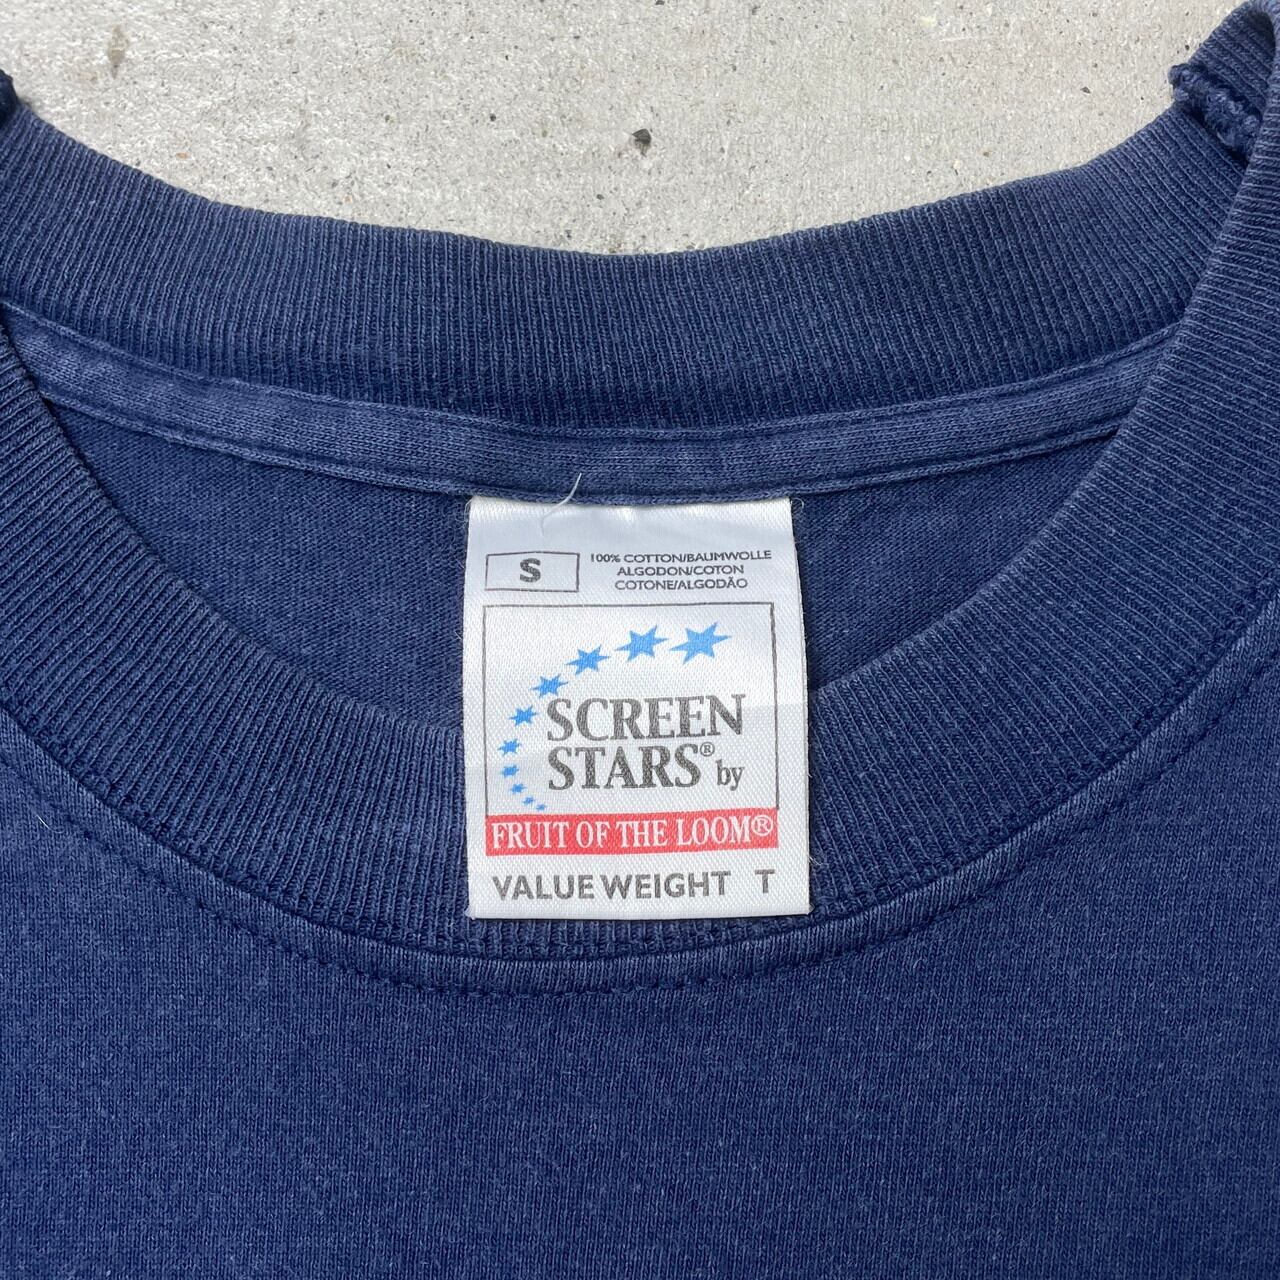 S
100% COTTON/BAUMWOLLE
ALGODON/COTON
COTONE/ALGODÃO
SCREEN
STARS® by
FRUIT OF THE LOOM®
VALUE WEIGHT T